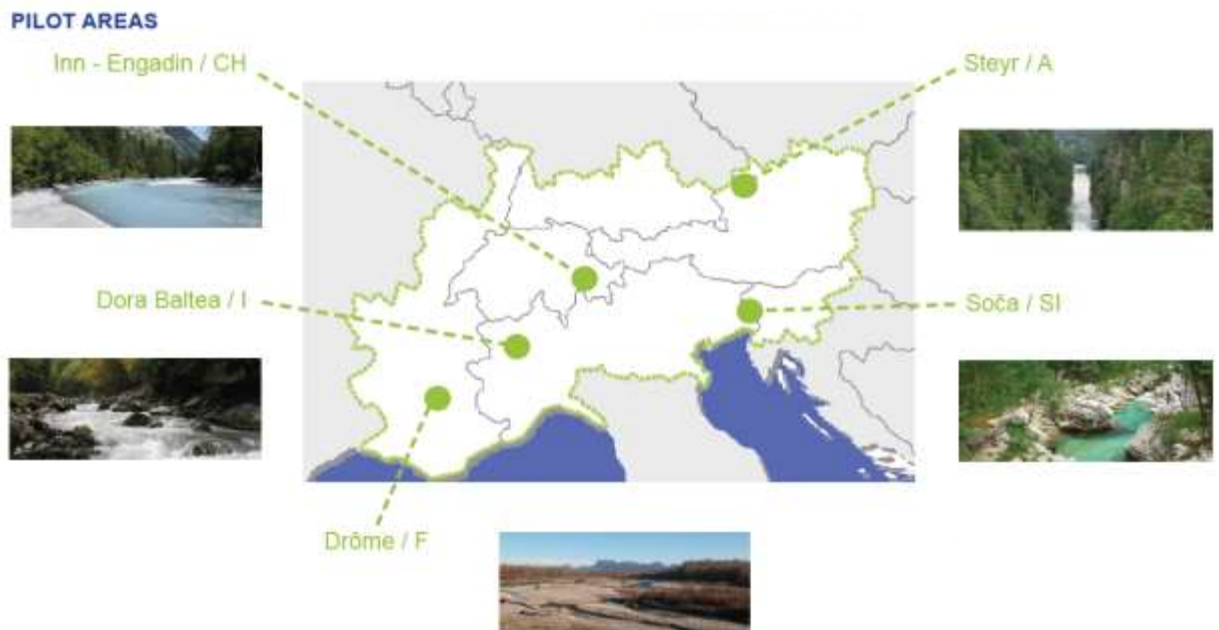 PILOT AREAS
Inn - Engadin / CH
Steyr / A
Dora Baltea / I
Soča / SI
Drôme / F